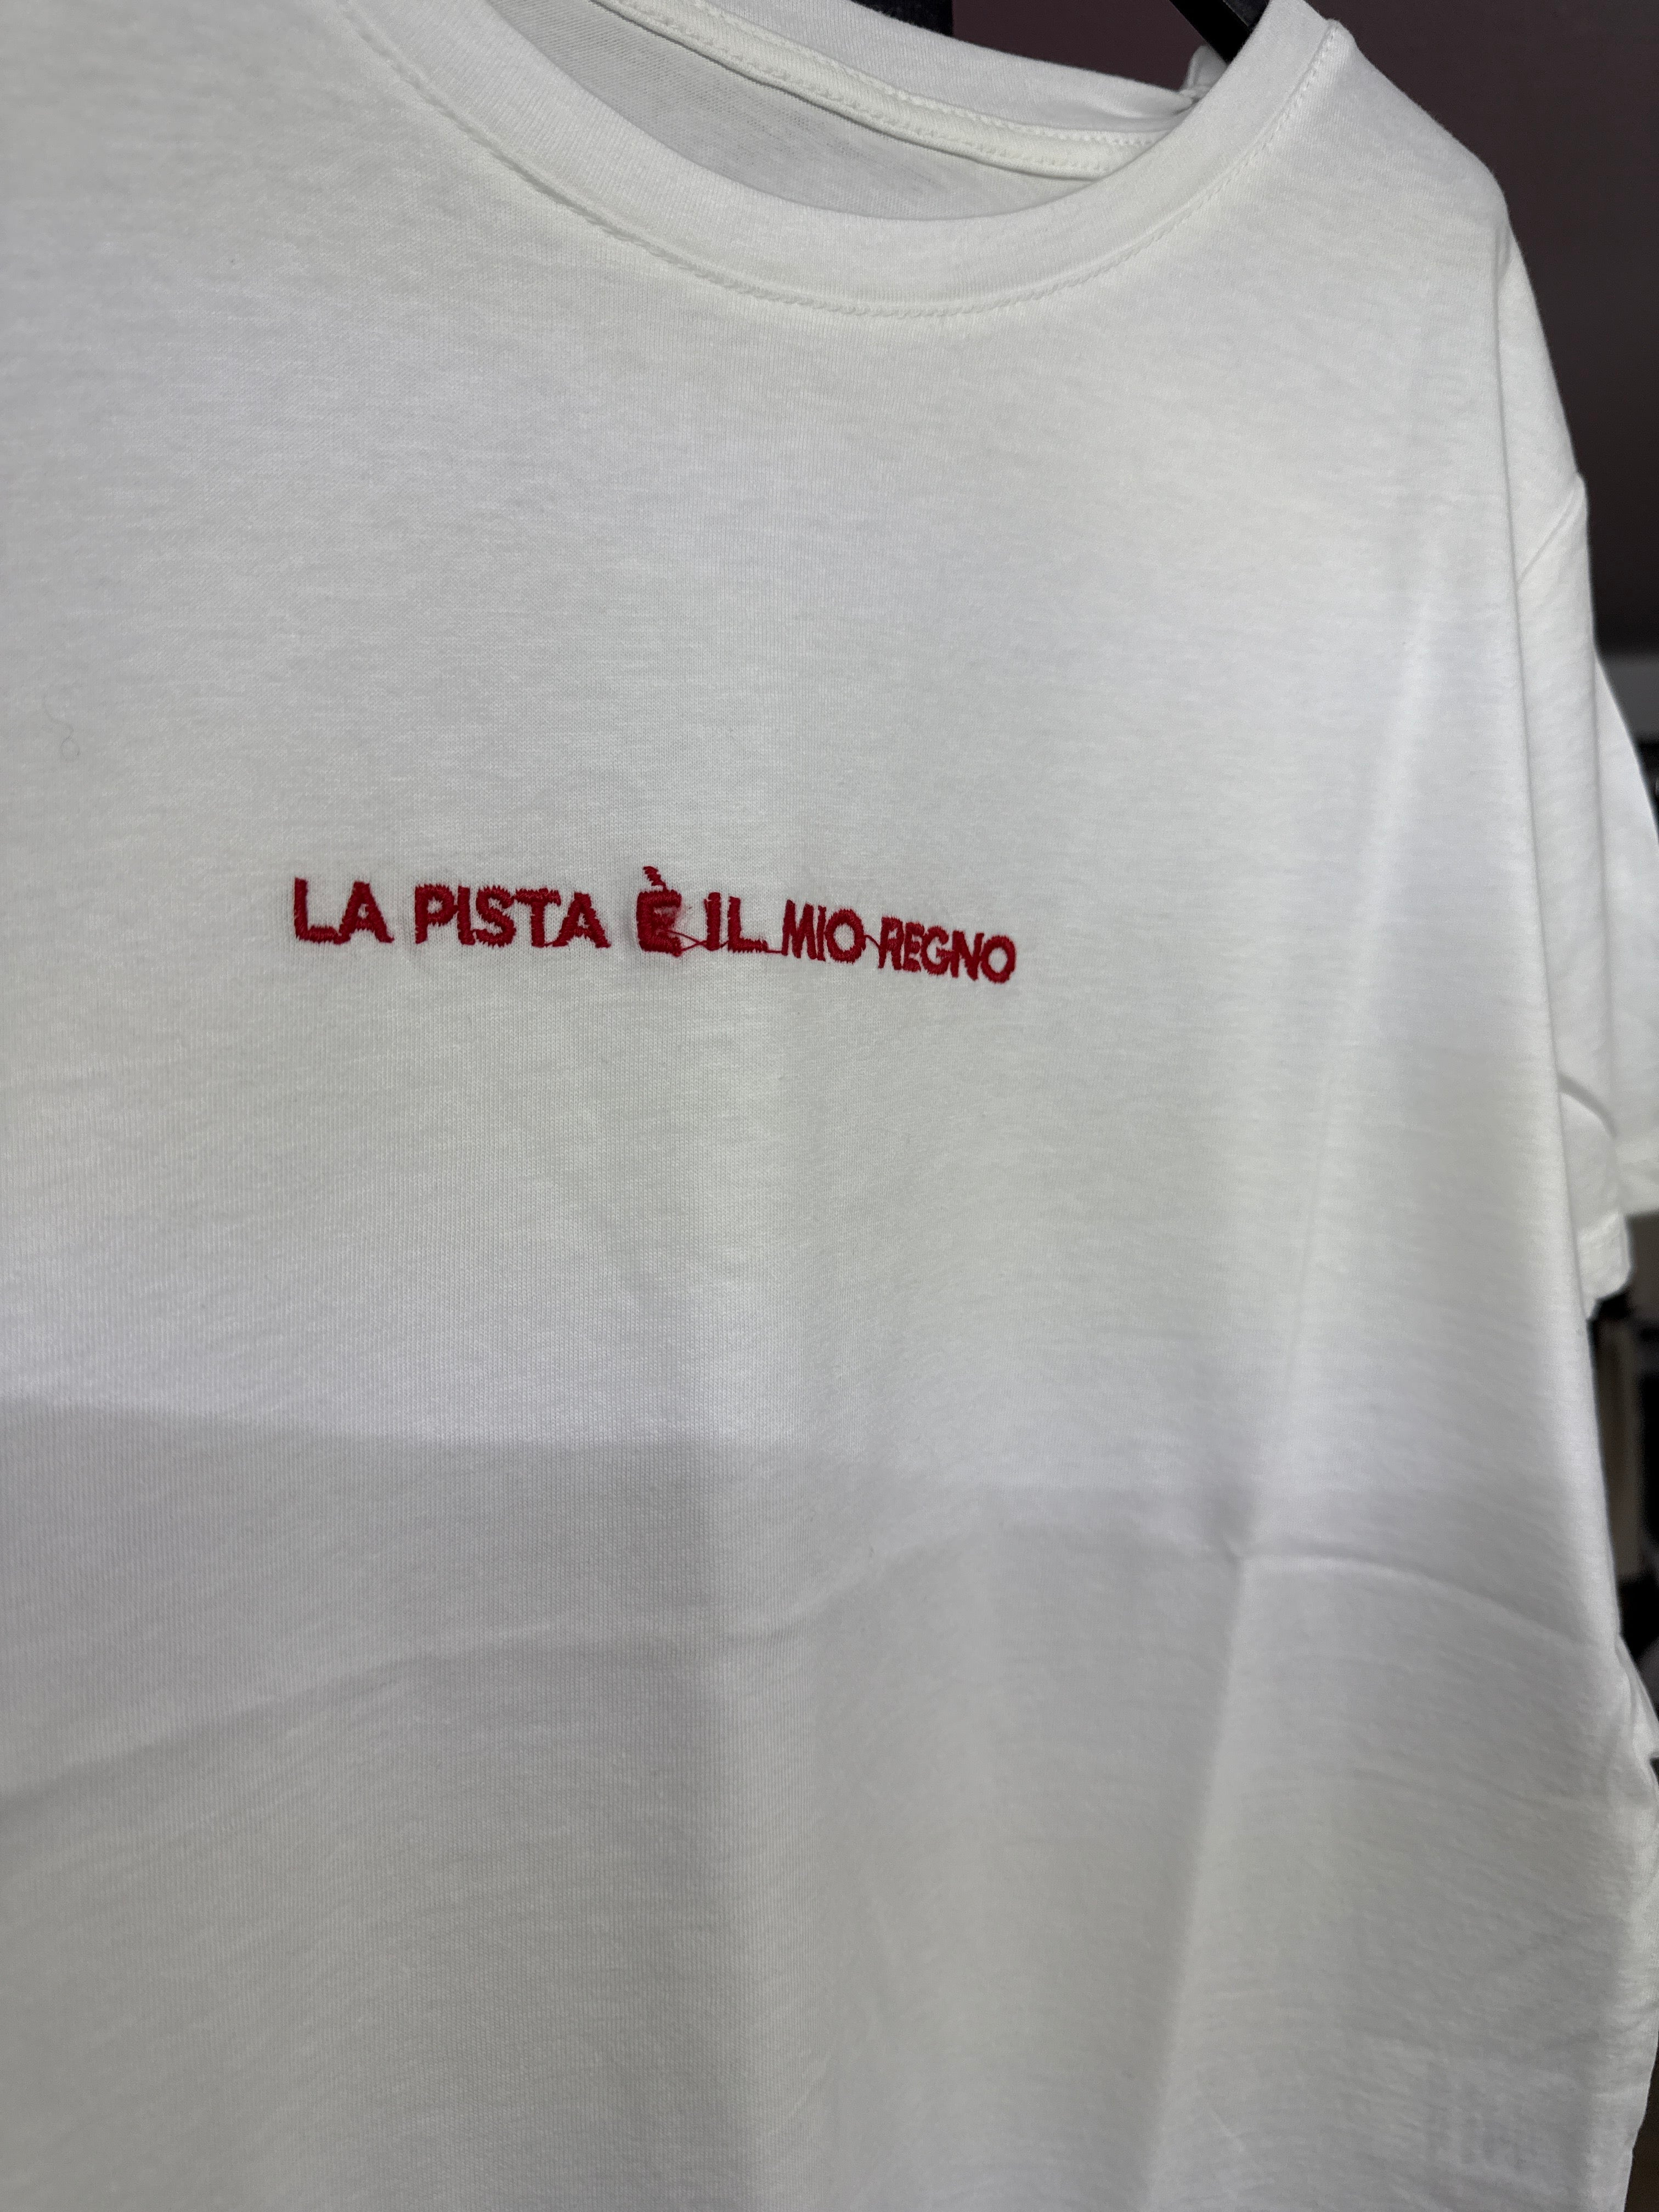 LA PISTA È IL MIO REGNO